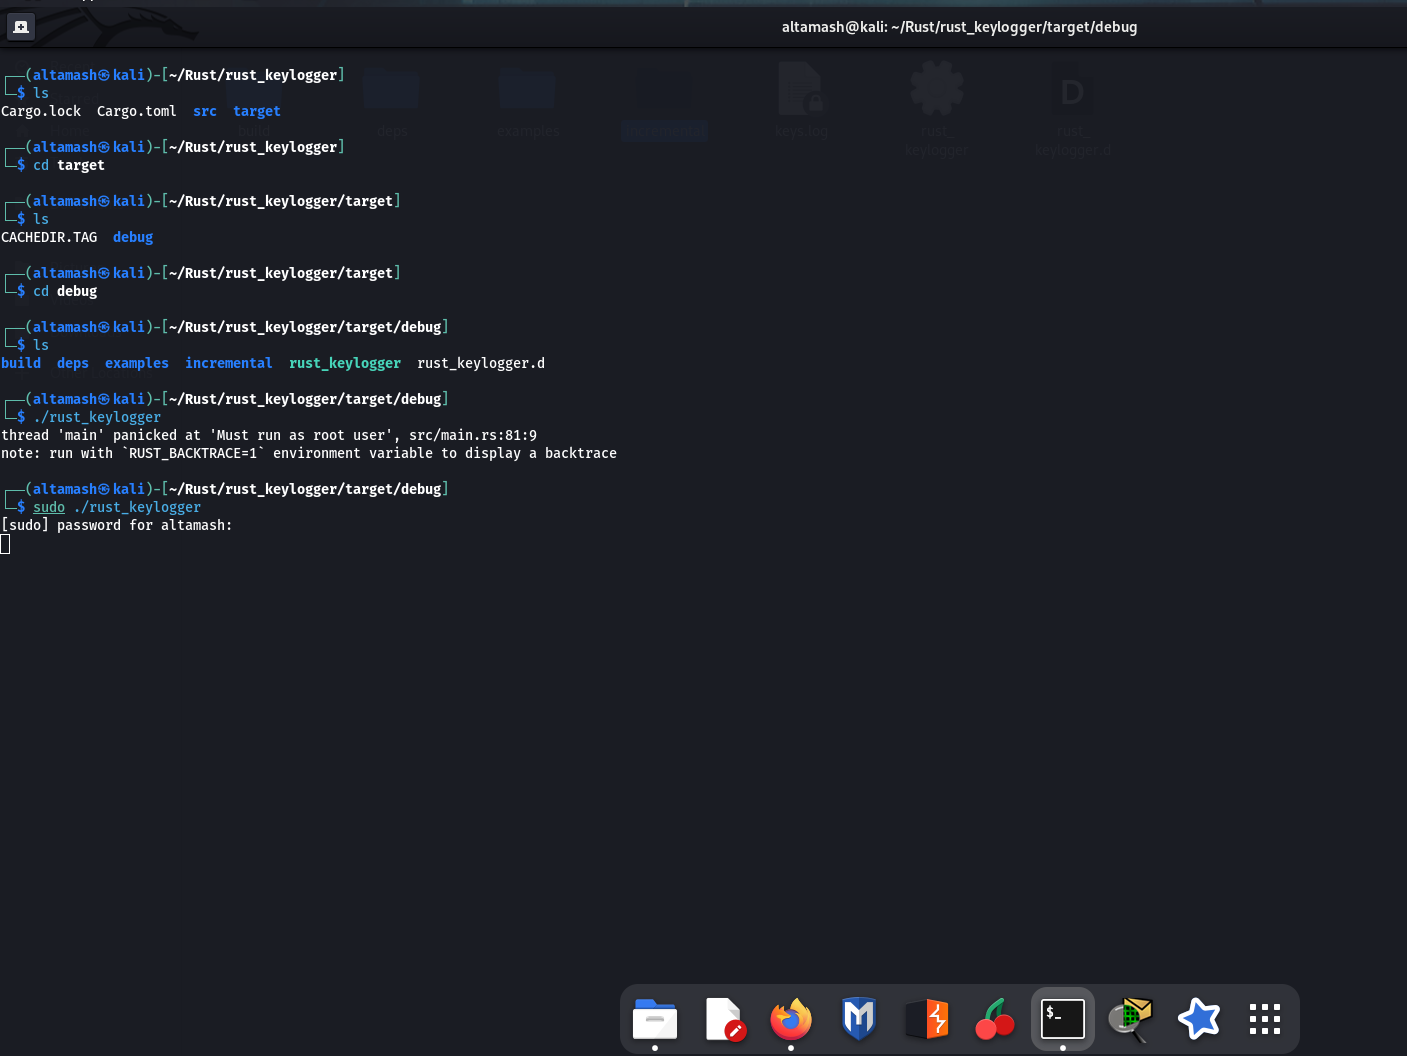 altamash@kali: ~/Rust/rust_keylogger/target/debug
┌──(altamash㉿kali)-[~/Rust/rust_keylogger]
└─$ ls
Cargo.lock  Cargo.toml  src  target
┌──(altamash㉿kali)-[~/Rust/rust_keylogger]
└─$ cd target
┌──(altamash㉿kali)-[~/Rust/rust_keylogger/target]
└─$ ls
CACHEDIR.TAG  debug
┌──(altamash㉿kali)-[~/Rust/rust_keylogger/target]
└─$ cd debug
┌──(altamash㉿kali)-[~/Rust/rust_keylogger/target/debug]
└─$ ls
build  deps  examples  incremental  rust_keylogger  rust_keylogger.d
┌──(altamash㉿kali)-[~/Rust/rust_keylogger/target/debug]
└─$ ./rust_keylogger
thread 'main' panicked at 'Must run as root user', src/main.rs:81:9
note: run with `RUST_BACKTRACE=1` environment variable to display a backtrace
┌──(altamash㉿kali)-[~/Rust/rust_keylogger/target/debug]
└─$ sudo ./rust_keylogger
[sudo] password for altamash:
build  deps  examples  incremental  keys.log  rust_  rust_
keylogger  keylogger.d
D
$_
M